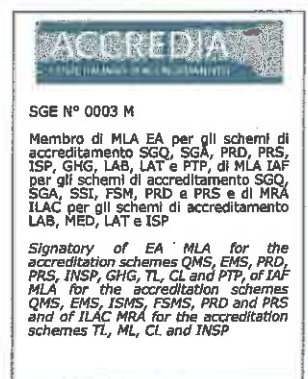 ACCREDIA
L'ENTE ITALIANO DI ACCREDITAMENTO
SGE N° 0003 M
Membro di MLA EA per gli schemi di
accreditamento SGQ, SGA, PRD, PRS,
ISP, GHG, LAB, LAT e PTP, di MLA IAF
per gli schemi di accreditamento SGQ,
SGA, SSI, FSM, PRD e PRS e di MRA
ILAC per gli schemi di accreditamento
LAB, MED, LAT e ISP
Signatory of EA MLA for the
accreditation schemes QMS, EMS, PRD,
PRS, INSP, GHG, TL, CL and PTP, of IAF
MLA for the accreditation schemes
QMS, EMS, ISMS, FSMS, PRD and PRS
and of ILAC MRA for the accreditation
schemes TL, ML, CL and INSP